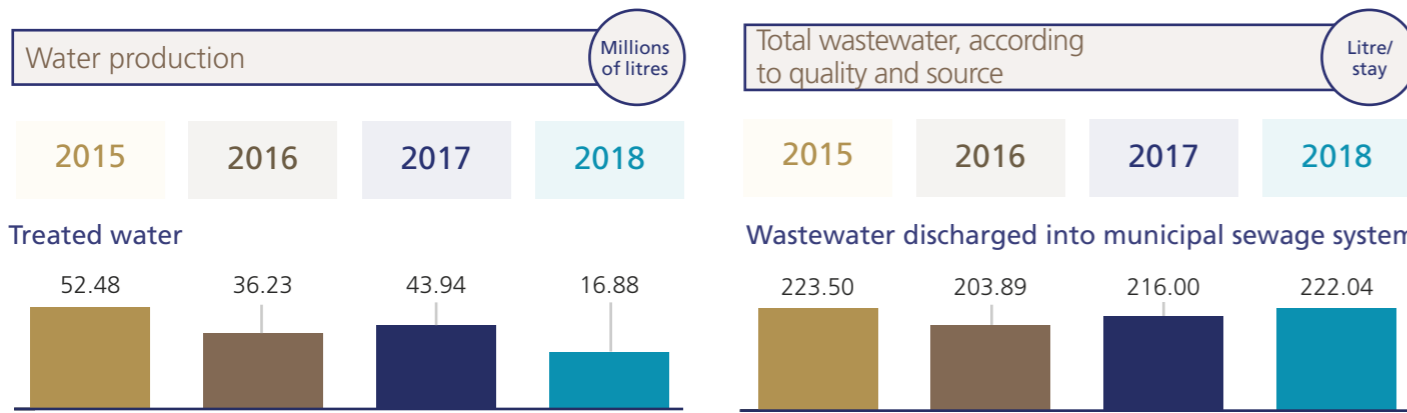 Water production
Millions
of litres
2015 2016 2017 2018
Treated water
52.48 36.23 43.94 16.88
Total wastewater, according
to quality and source
Litre/
stay
2015 2016 2017 2018
Wastewater discharged into municipal sewage system
223.50 203.89 216.00 222.04